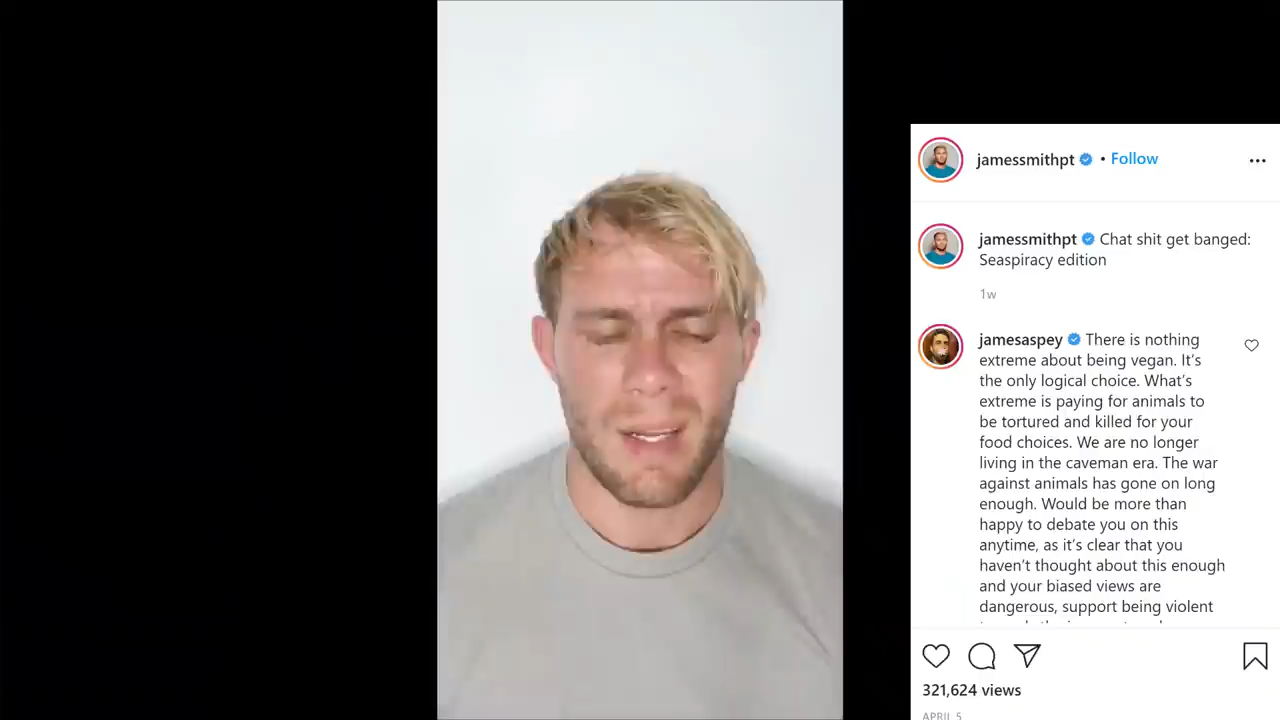 jamessmithpt • Follow
jamessmithpt Chat shit get banged:
Seaspiracy edition
1w
jamesaspey There is nothing
extreme about being vegan. It's
the only logical choice. What's
extreme is paying for animals to
be tortured and killed for your
food choices. We are no longer
living in the caveman era. The war
against animals has gone on long
enough. Would be more than
happy to debate you on this
anytime, as it's clear that you
haven't thought about this enough
and your biased views are
dangerous, support being violent
321,624 views
APRIL 5